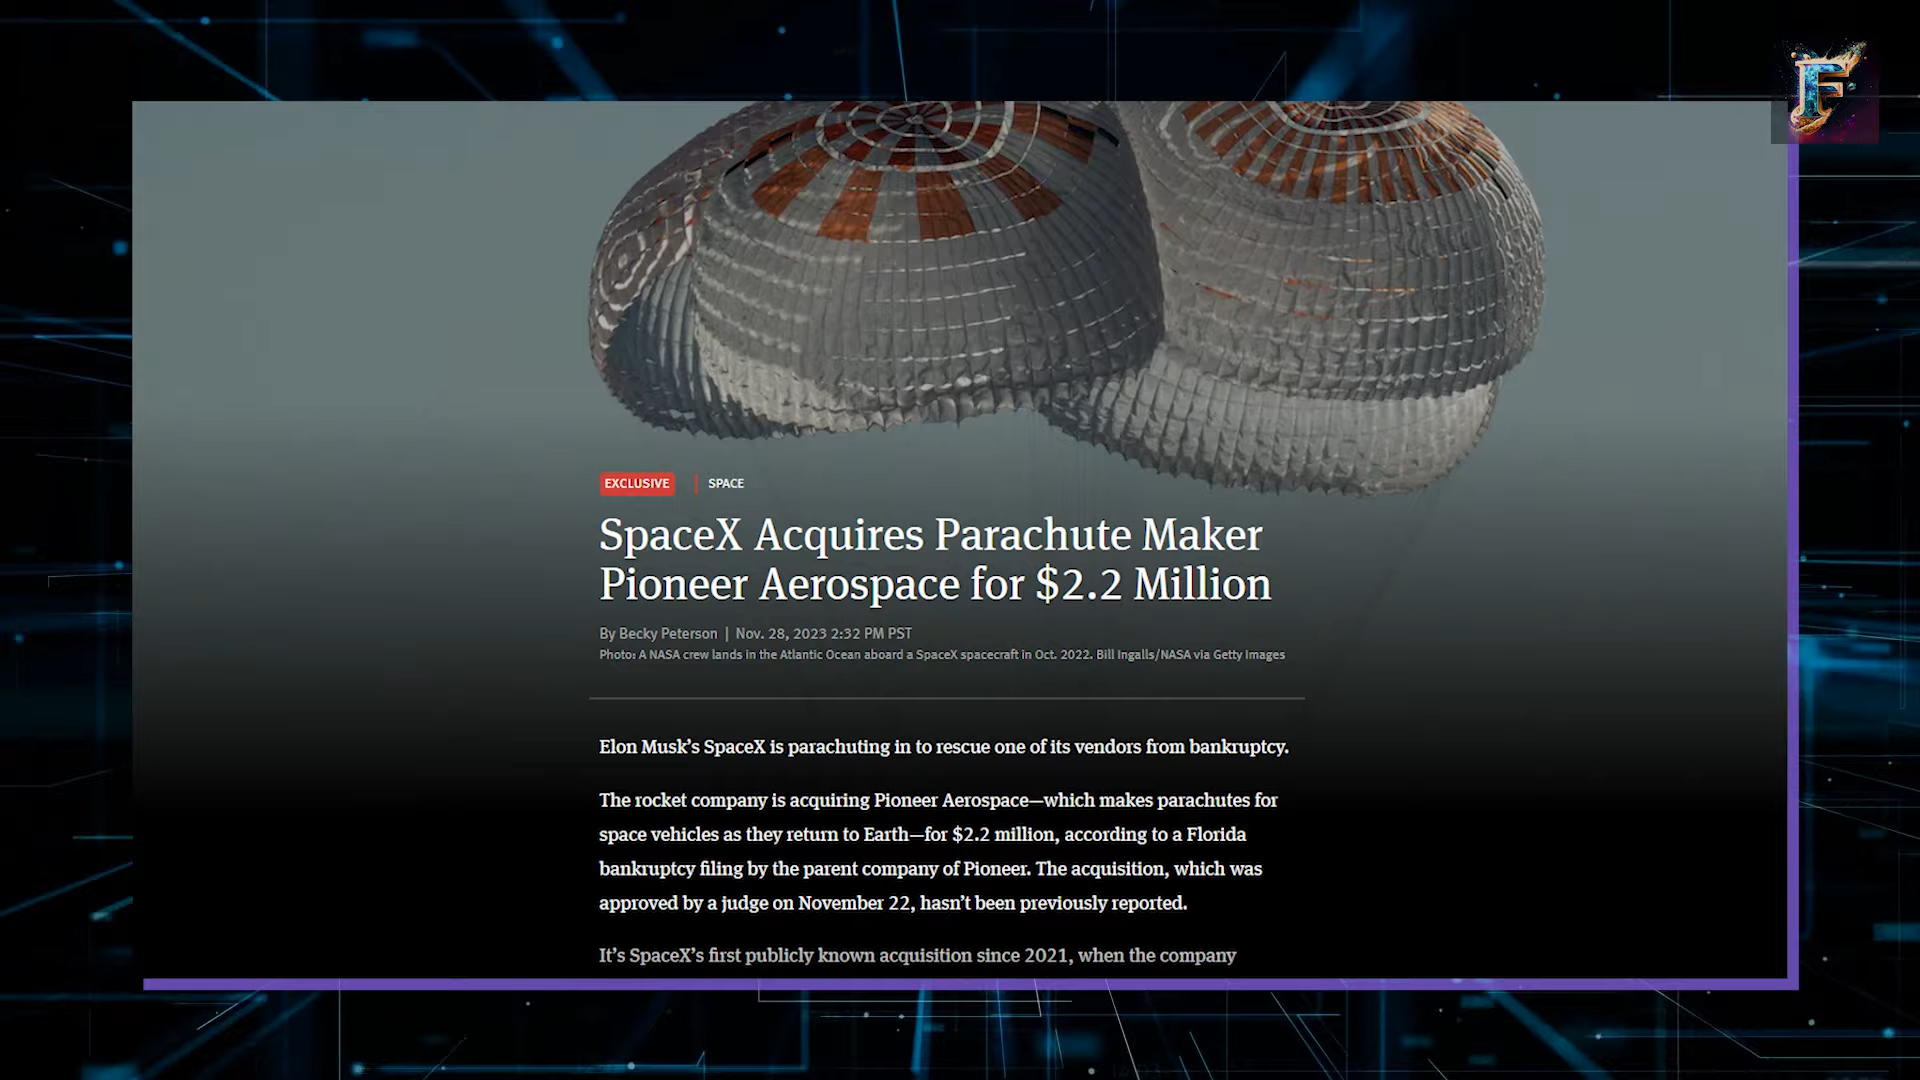 F
EXCLUSIVE | SPACE
SpaceX Acquires Parachute Maker
Pioneer Aerospace for $2.2 Million
By Becky Peterson | Nov. 28, 2023 2:32 PM PST
Photo: A NASA crew lands in the Atlantic Ocean aboard a SpaceX spacecraft in Oct. 2022. Bill Ingalls/NASA via Getty Images
Elon Musk’s SpaceX is parachuting in to rescue one of its vendors from bankruptcy.
The rocket company is acquiring Pioneer Aerospace—which makes parachutes for
space vehicles as they return to Earth—for $2.2 million, according to a Florida
bankruptcy filing by the parent company of Pioneer. The acquisition, which was
approved by a judge on November 22, hasn’t been previously reported.
It’s SpaceX’s first publicly known acquisition since 2021, when the company